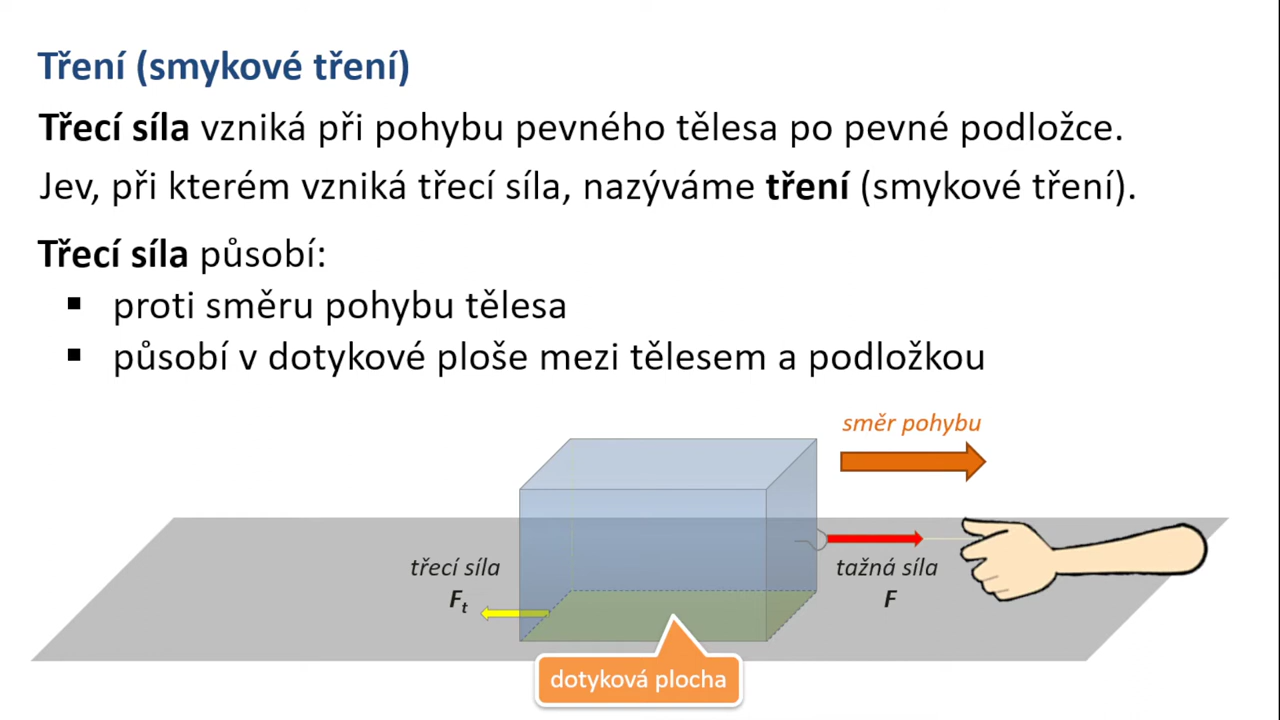 Tření (smykové tření)
Třecí síla vzniká při pohybu pevného tělesa po pevné podložce.
Jev, při kterém vzniká třecí síla, nazýváme tření (smykové tření).
Třecí síla působí:
▪ proti směru pohybu tělesa
▪ působí v dotykové ploše mezi tělesem a podložkou
směr pohybu
třecí síla
Ft
tažná síla
F
dotyková plocha